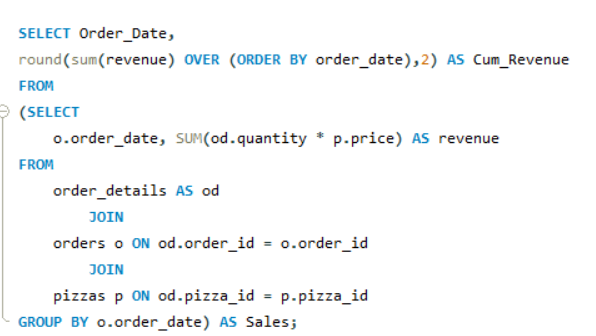 SELECT Order_Date,
round(sum(revenue) OVER (ORDER BY order_date),2) AS Cum_Revenue
FROM
(SELECT
o.order_date, SUM(od.quantity * p.price) AS revenue
FROM
order_details AS od
JOIN
orders o ON od.order_id = o.order_id
JOIN
pizzas p ON od.pizza_id = p.pizza_id
GROUP BY o.order_date) AS Sales;